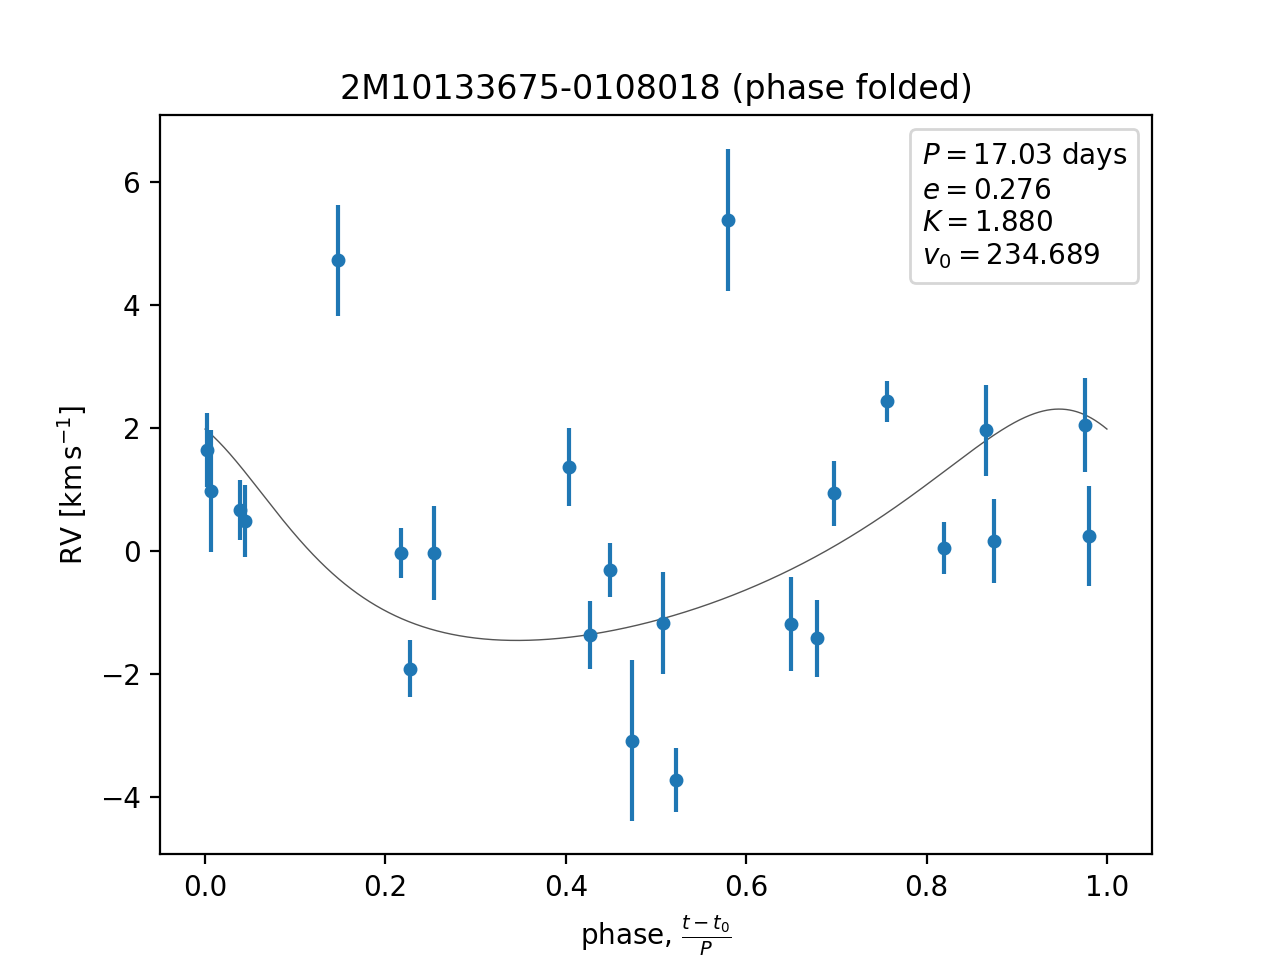 2M10133675-0108018 (phase folded)
P = 17.03 days
e = 0.276
K = 1.880
v₀ = 234.689
6
4
2
0
−2
−4
RV [km s⁻¹]
0.0 0.2 0.4 0.6 0.8 1.0
phase, (t − t₀)/P